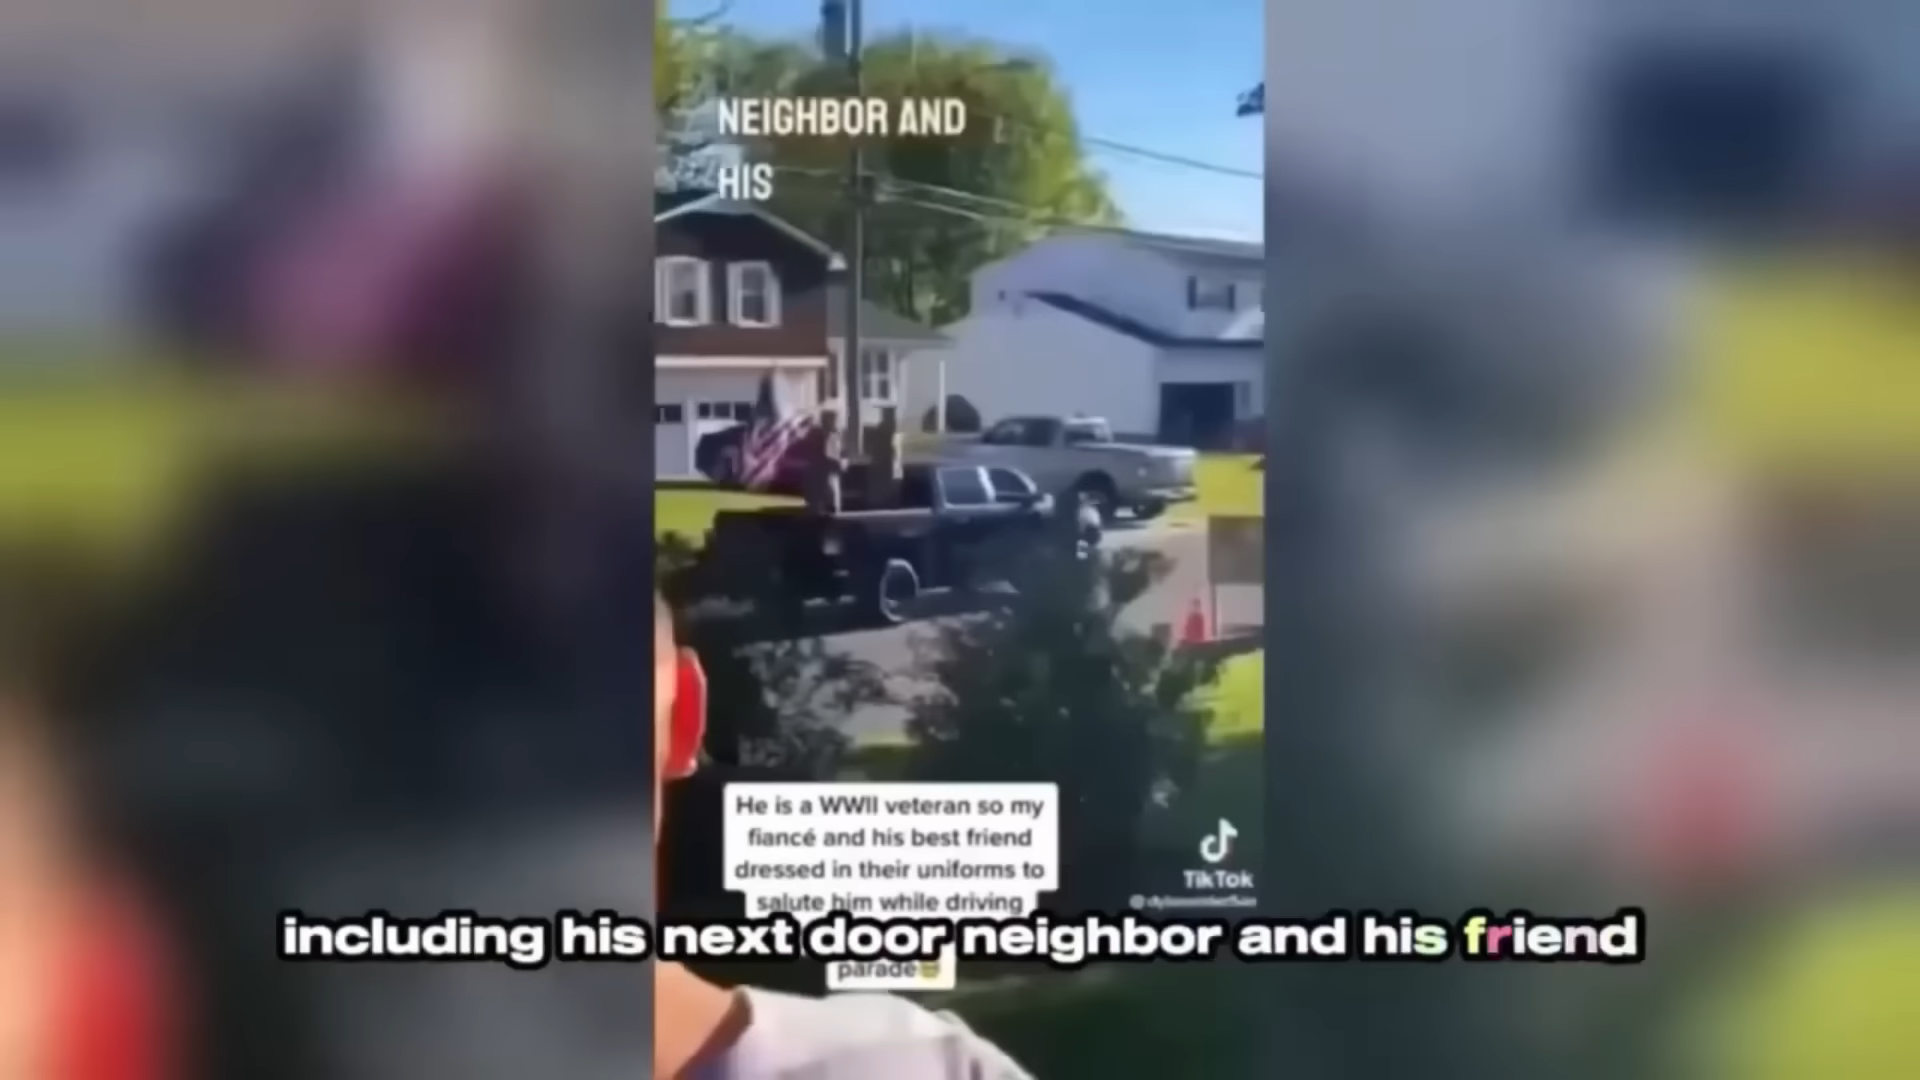 NEIGHBOR AND
HIS
He is a WWII veteran so my
fiancé and his best friend
dressed in their uniforms to
salute him while driving
TikTok
including his next door neighbor and his friend
parade